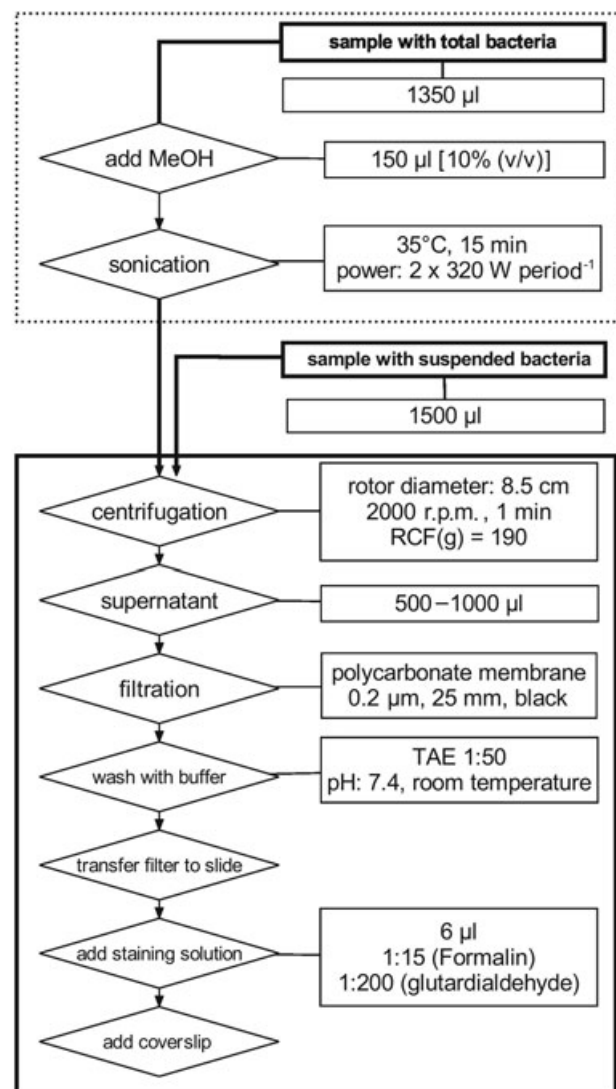 sample with total bacteria
1350 µl
add MeOH
150 µl [10% (v/v)]
sonication
35°C, 15 min
power: 2 x 320 W period⁻¹
sample with suspended bacteria
1500 µl
centrifugation
rotor diameter: 8.5 cm
2000 r.p.m. , 1 min
RCF(g) = 190
supernatant
500–1000 µl
filtration
polycarbonate membrane
0.2 µm, 25 mm, black
wash with buffer
TAE 1:50
pH: 7.4, room temperature
transfer filter to slide
add staining solution
6 µl
1:15 (Formalin)
1:200 (glutardialdehyde)
add coverslip